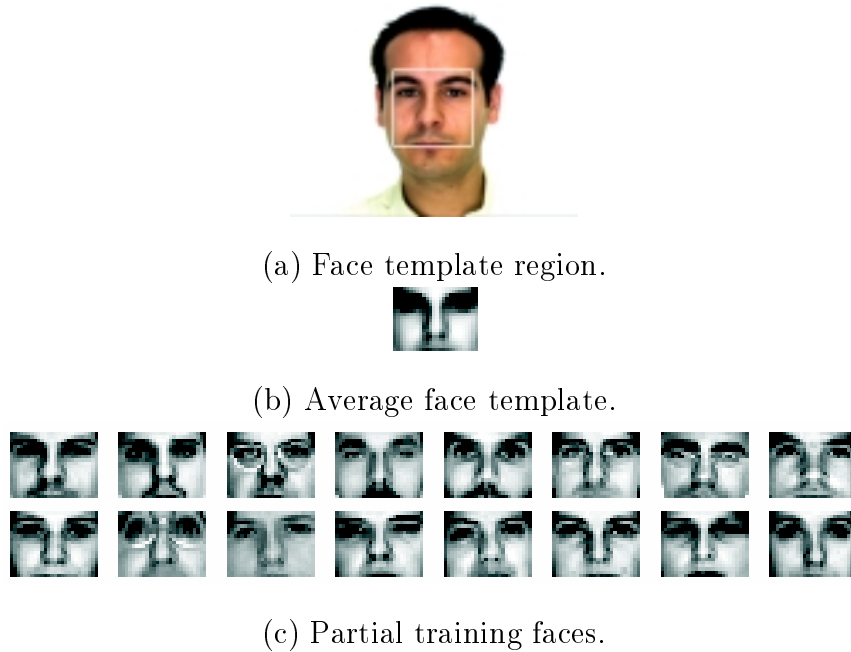 (a) Face template region.
(b) Average face template.
(c) Partial training faces.